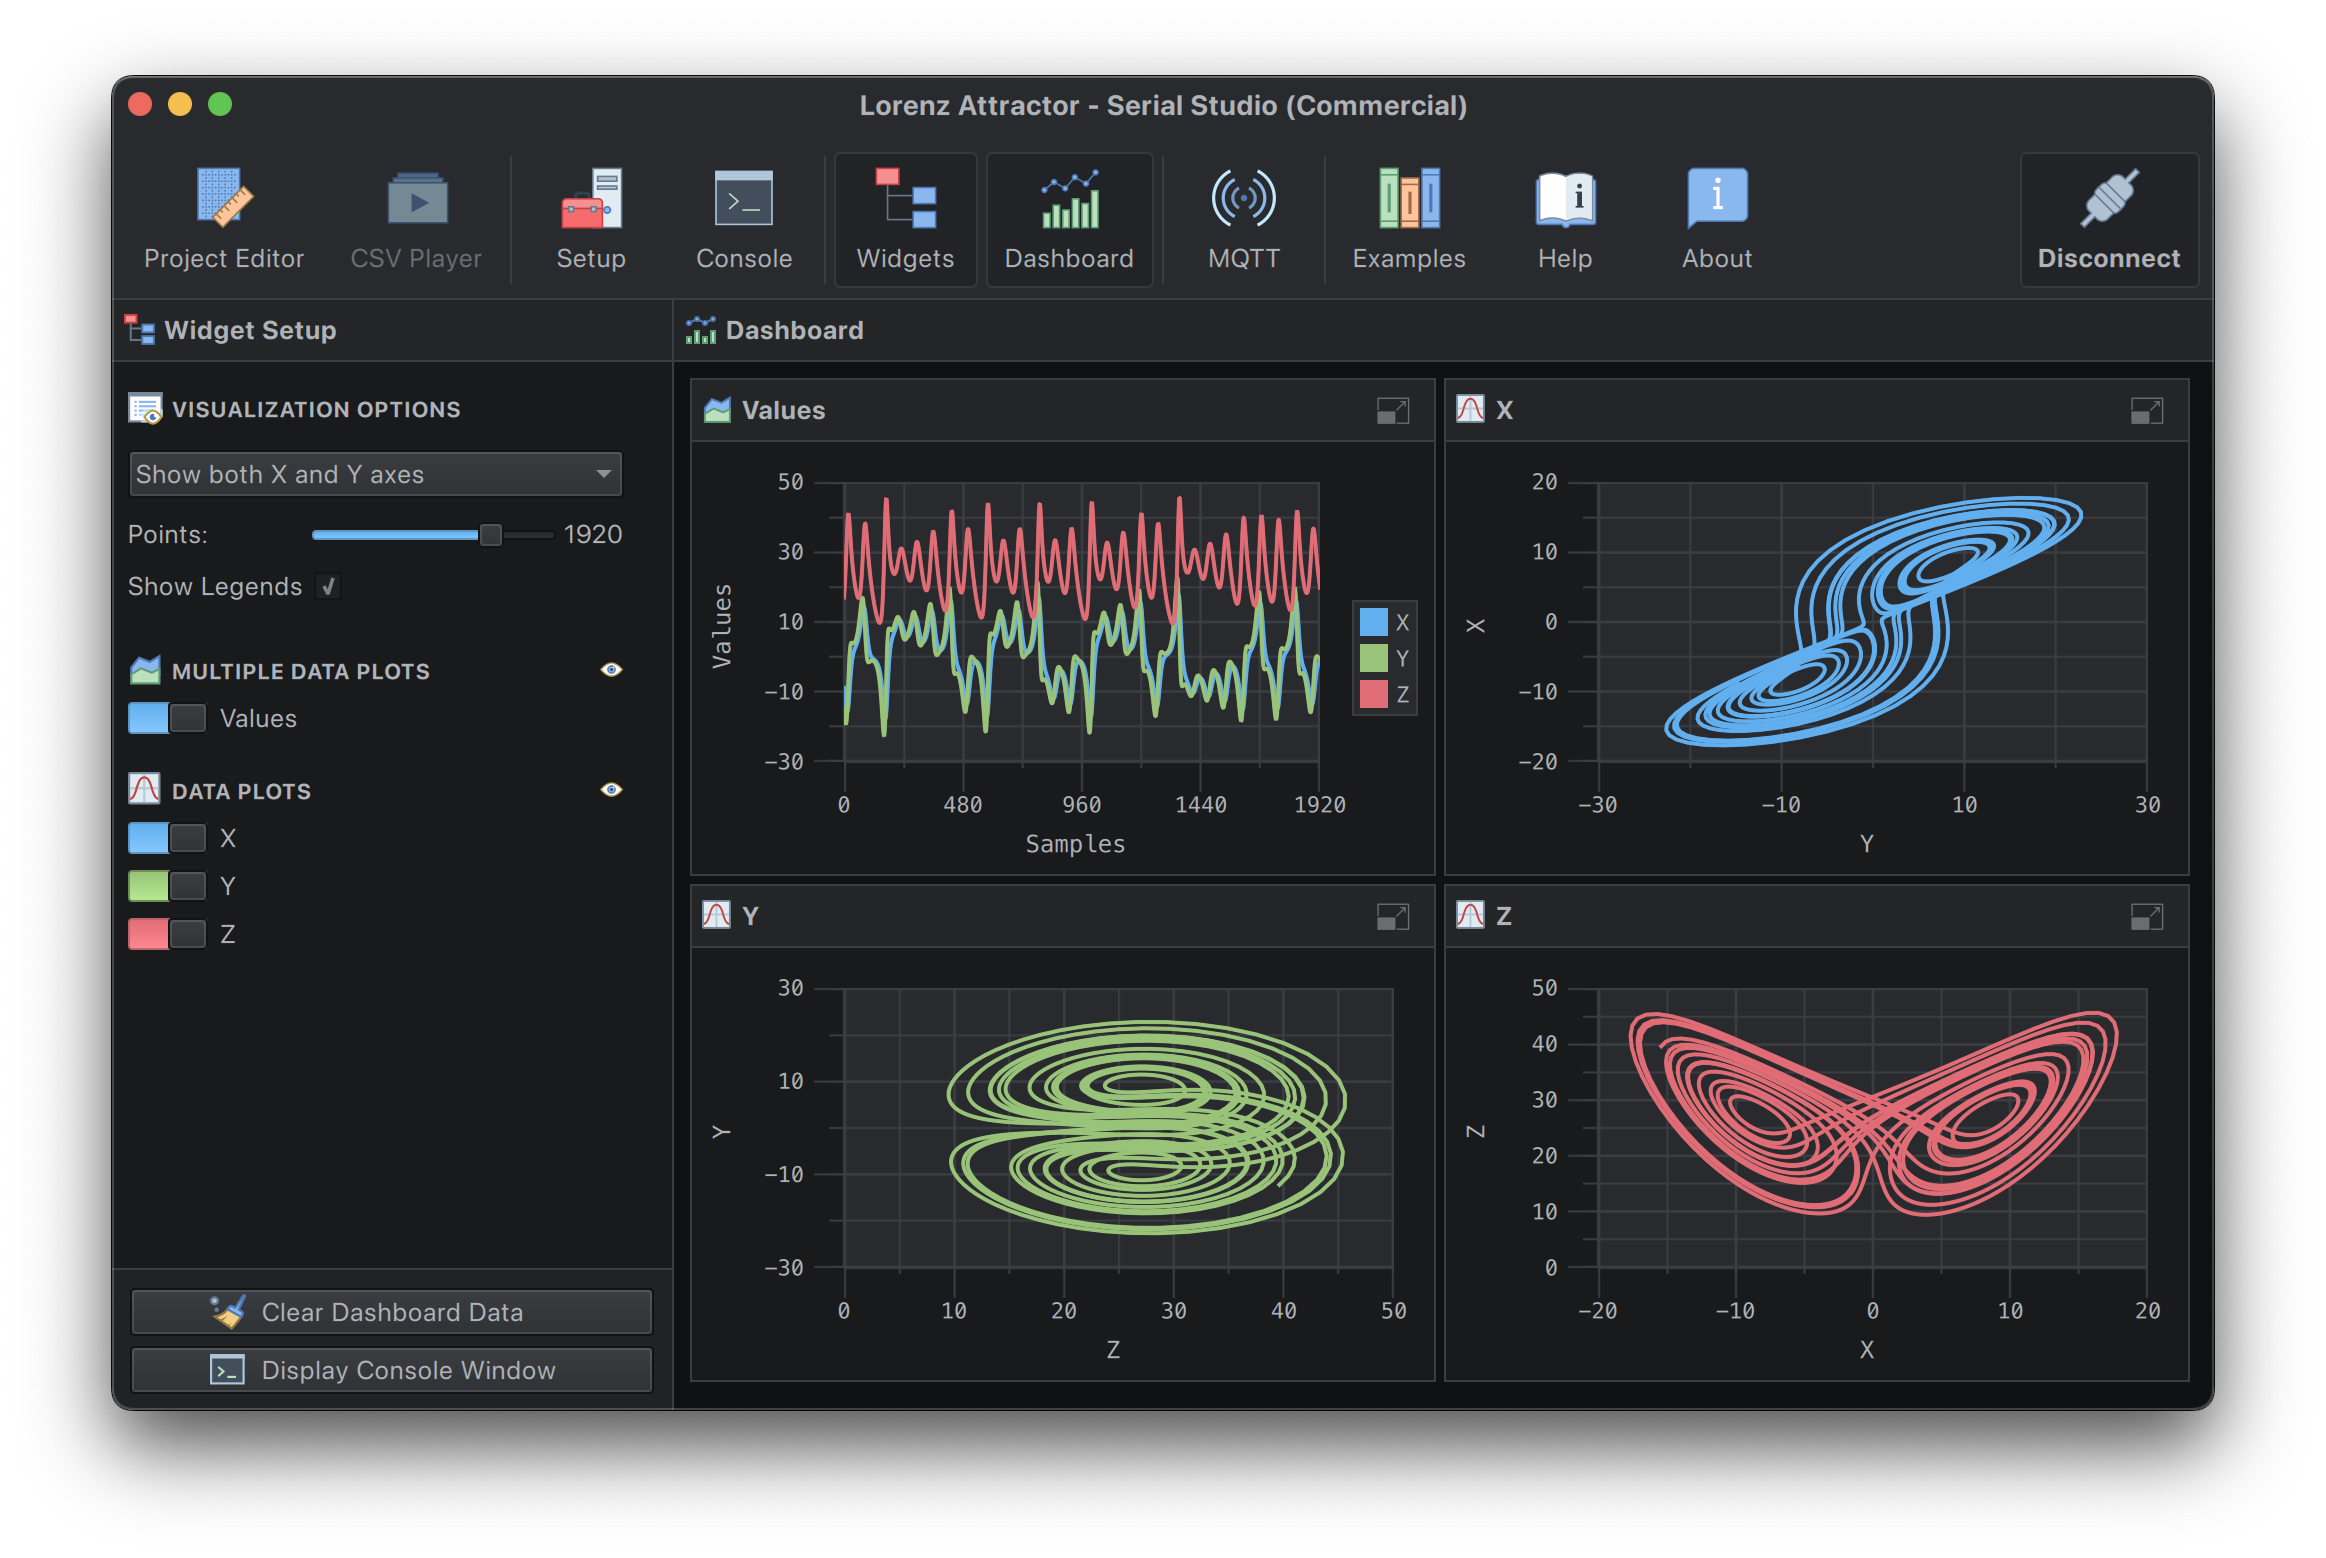 Lorenz Attractor - Serial Studio (Commercial)
Project Editor
CSV Player
Setup
Console
Widgets
Dashboard
MQTT
Examples
Help
About
Disconnect
Widget Setup
VISUALIZATION OPTIONS
Show both X and Y axes
Points: 1920
Show Legends
MULTIPLE DATA PLOTS
Values
DATA PLOTS
X
Y
Z
Clear Dashboard Data
Display Console Window
Dashboard
Values
50
30
10
−10
−30
Values
0 480 960 1440 1920
Samples
X
Y
Z
X
20
10
0
−10
−20
X
−30 −10 10 30
Y
Y
30
10
−10
−30
Y
0 10 20 30 40 50
Z
Z
50
40
30
20
10
0
Z
−20 −10 0 10 20
X